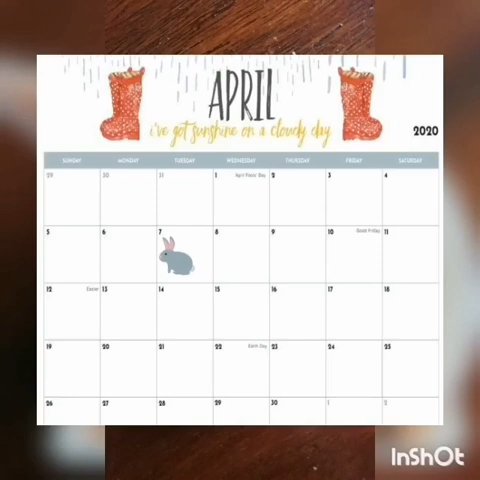 APRIL
i've got sunshine on a cloudy day
2020
SUNDAY MONDAY TUESDAY WEDNESDAY THURSDAY FRIDAY SATURDAY
29 30 31 1 April Fools' Day 2 3 4
5 6 7 8 9 10 Good Friday 11
12 Easter 13 14 15 16 17 18
19 20 21 22 Earth Day 23 24 25
26 27 28 29 30 1 2
InShOt